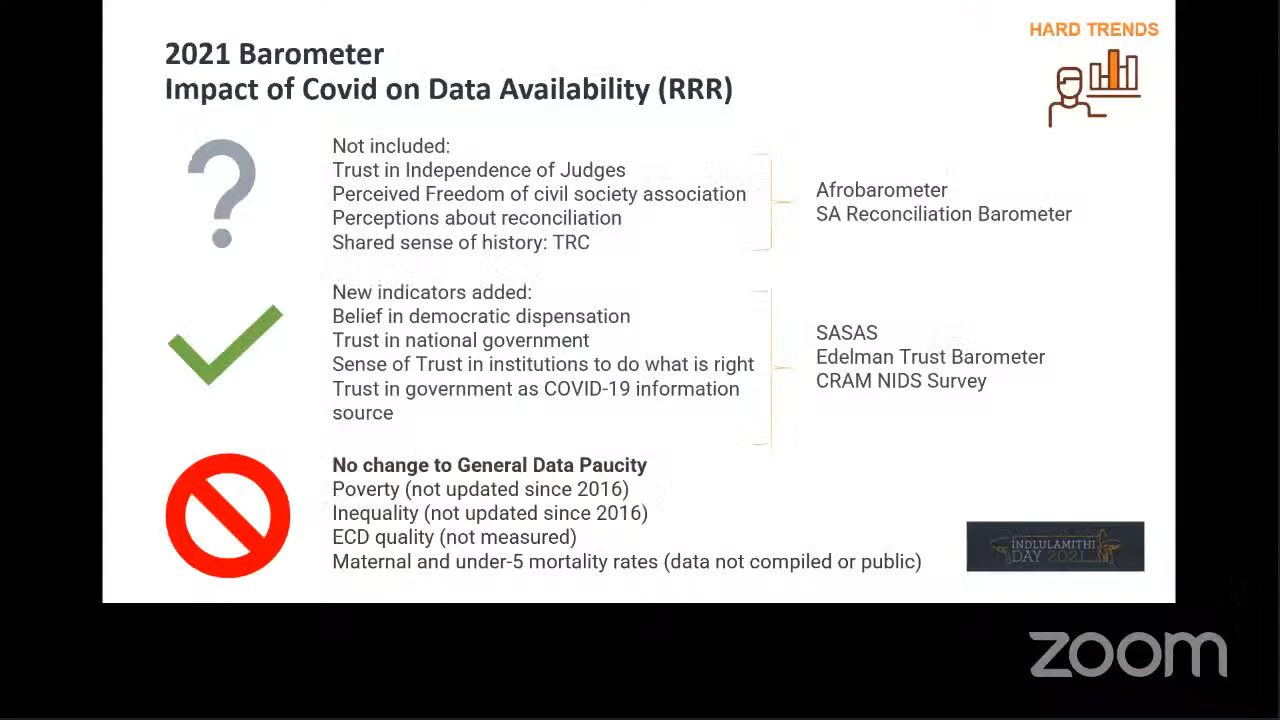 HARD TRENDS
2021 Barometer
Impact of Covid on Data Availability (RRR)
Not included:
Trust in Independence of Judges
Perceived Freedom of civil society association
Perceptions about reconciliation
Shared sense of history: TRC
Afrobarometer
SA Reconciliation Barometer
New indicators added:
Belief in democratic dispensation
Trust in national government
Sense of Trust in institutions to do what is right
Trust in government as COVID-19 information
source
SASAS
Edelman Trust Barometer
CRAM NIDS Survey
No change to General Data Paucity
Poverty (not updated since 2016)
Inequality (not updated since 2016)
ECD quality (not measured)
Maternal and under-5 mortality rates (data not compiled or public)
INDLULAMITHI
DAY 2021
zoom